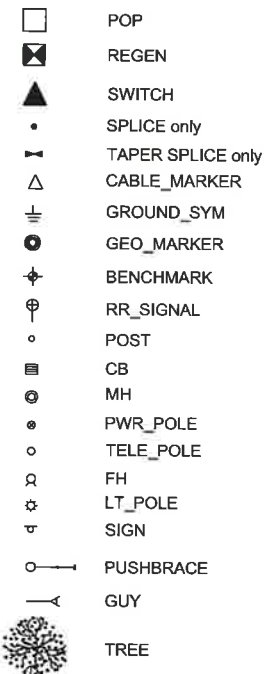 POP
REGEN
SWITCH
SPLICE only
TAPER SPLICE only
CABLE_MARKER
GROUND_SYM
GEO_MARKER
BENCHMARK
RR_SIGNAL
POST
CB
MH
PWR_POLE
TELE_POLE
FH
LT_POLE
SIGN
PUSHBRACE
GUY
TREE